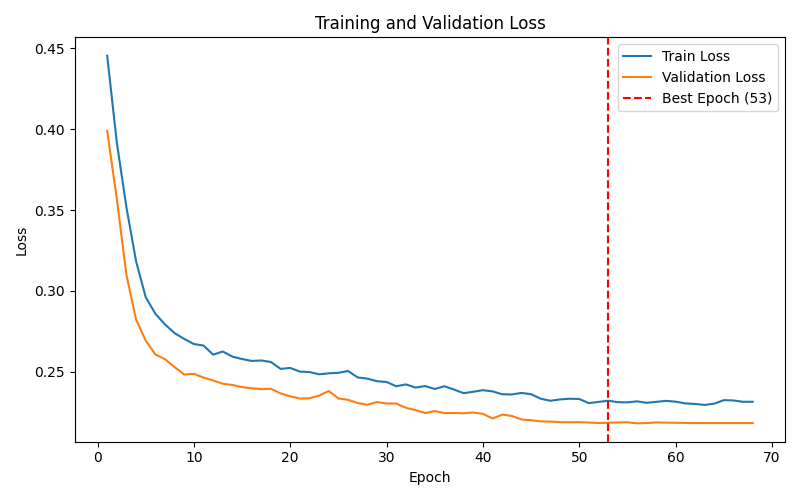 Training and Validation Loss
Train Loss
Validation Loss
Best Epoch (53)
0.45
0.40
0.35
0.30
0.25
Loss
0 10 20 30 40 50 60 70
Epoch